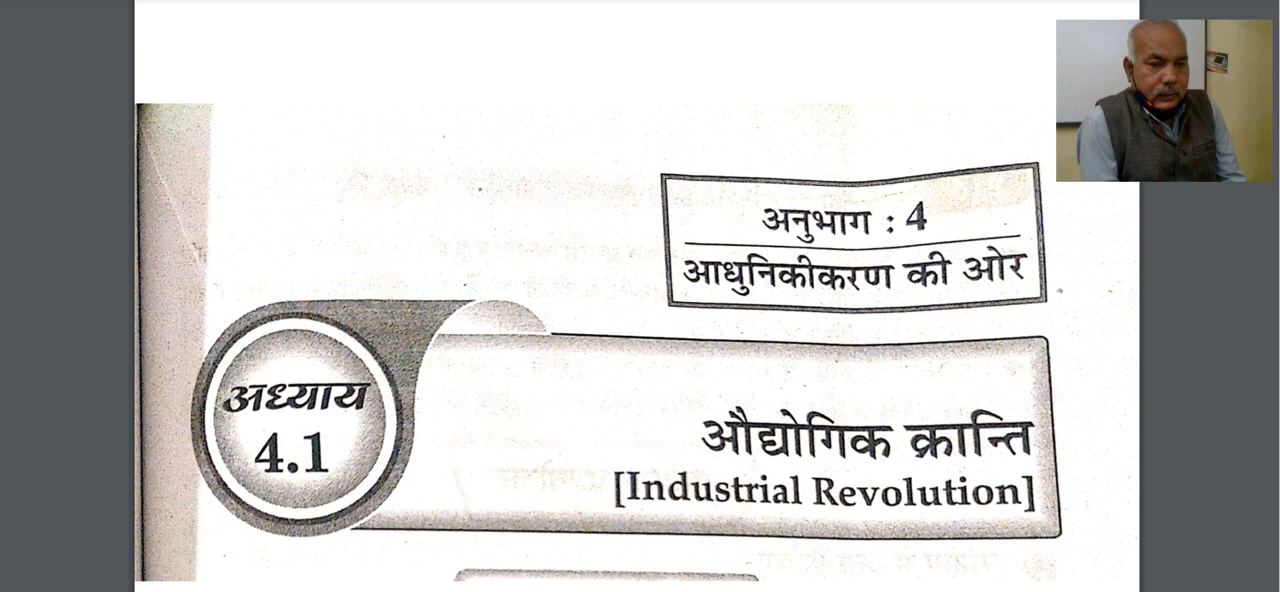 अनुभाग : 4
आधुनिकीकरण की ओर
अध्याय
4.1
औद्योगिक क्रान्ति
[Industrial Revolution]